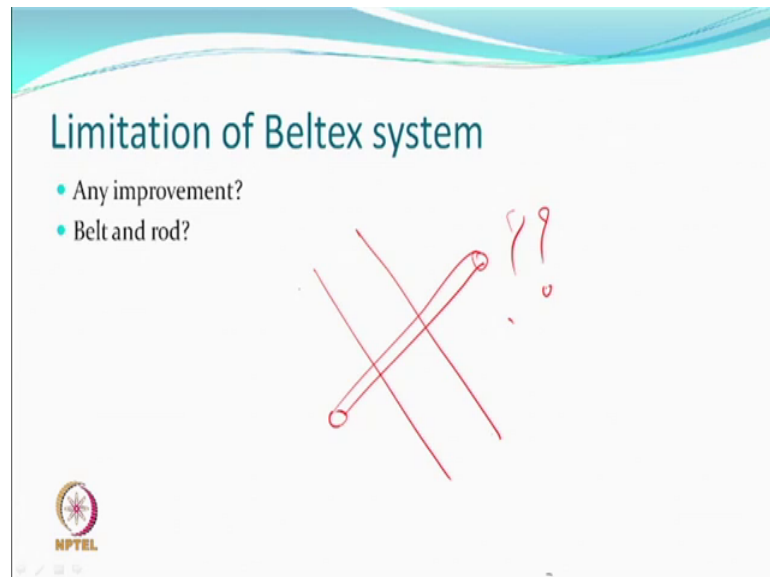 Limitation of Beltex system
• Any improvement?
• Belt and rod?
??
NPTEL